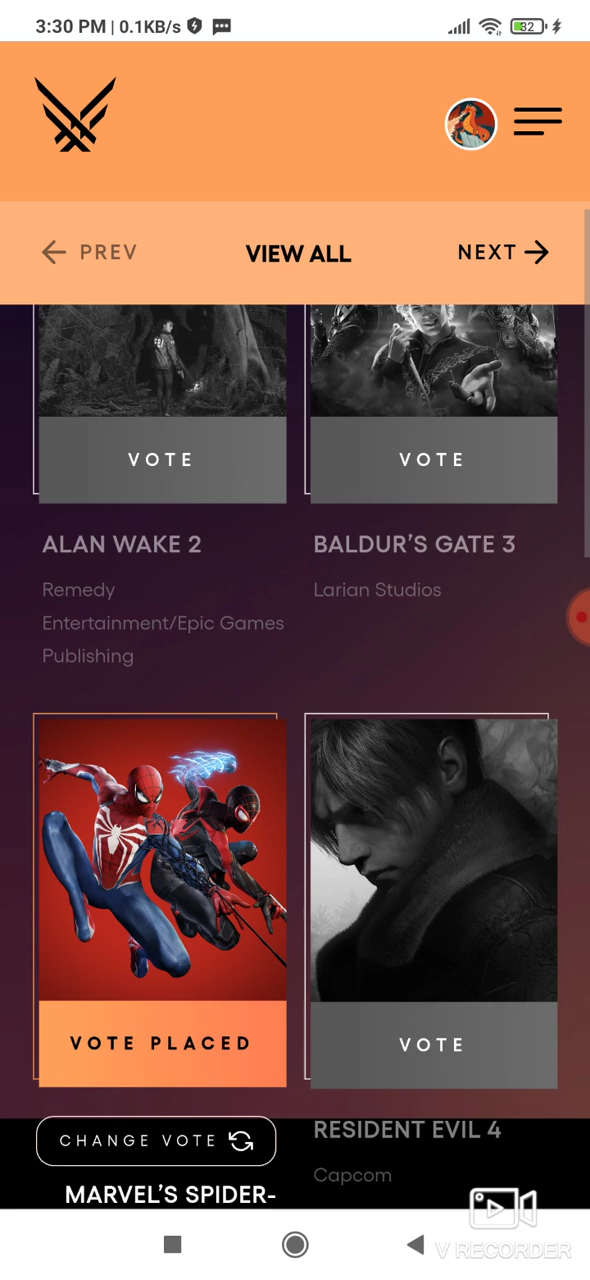 3:30 PM | 0.1KB/s
32
PREV
VIEW ALL
NEXT
VOTE
VOTE
ALAN WAKE 2
BALDUR’S GATE 3
Remedy
Entertainment/Epic Games
Publishing
Larian Studios
VOTE PLACED
VOTE
CHANGE VOTE
RESIDENT EVIL 4
Capcom
MARVEL’S SPIDER-
V RECORDER